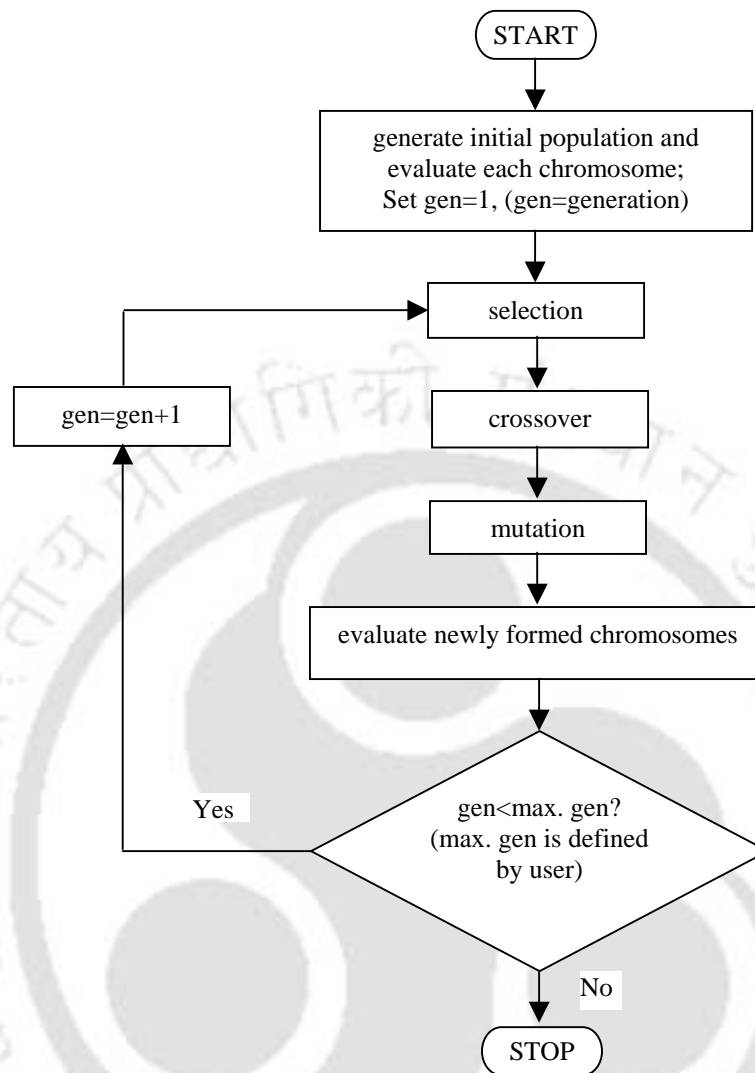 START
generate initial population and
evaluate each chromosome;
Set gen=1, (gen=generation)
selection
gen=gen+1
crossover
mutation
evaluate newly formed chromosomes
Yes
gen<max. gen?
(max. gen is defined
by user)
No
STOP